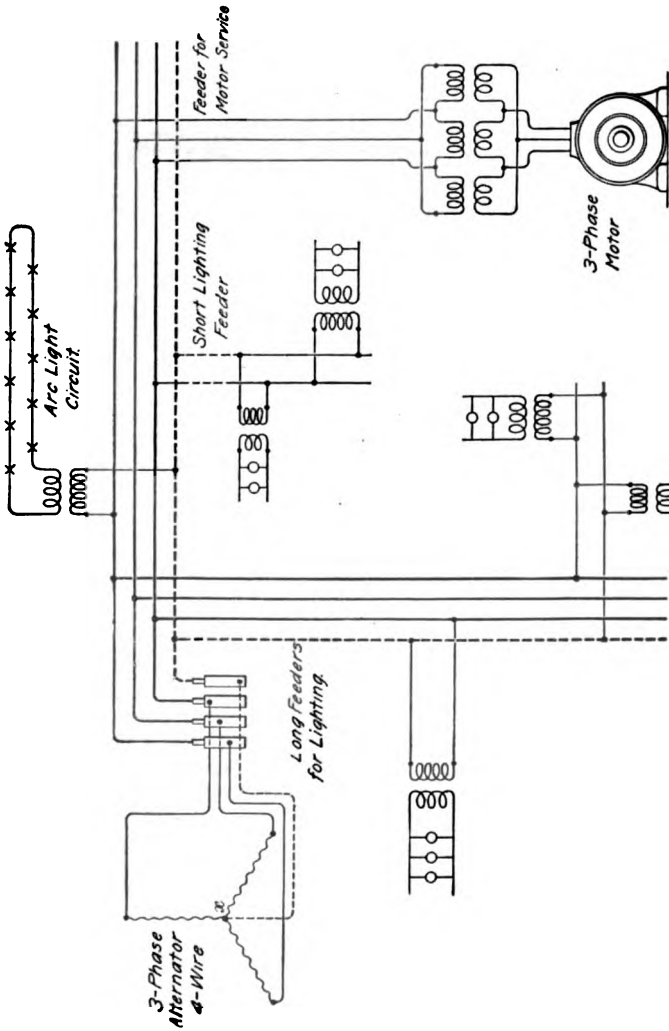 Arc Light
Circuit
Feeder for
Motor Service
Short Lighting
Feeder
3-Phase
Motor
Long Feeders
for Lighting.
3-Phase
Alternator
4-Wire
x